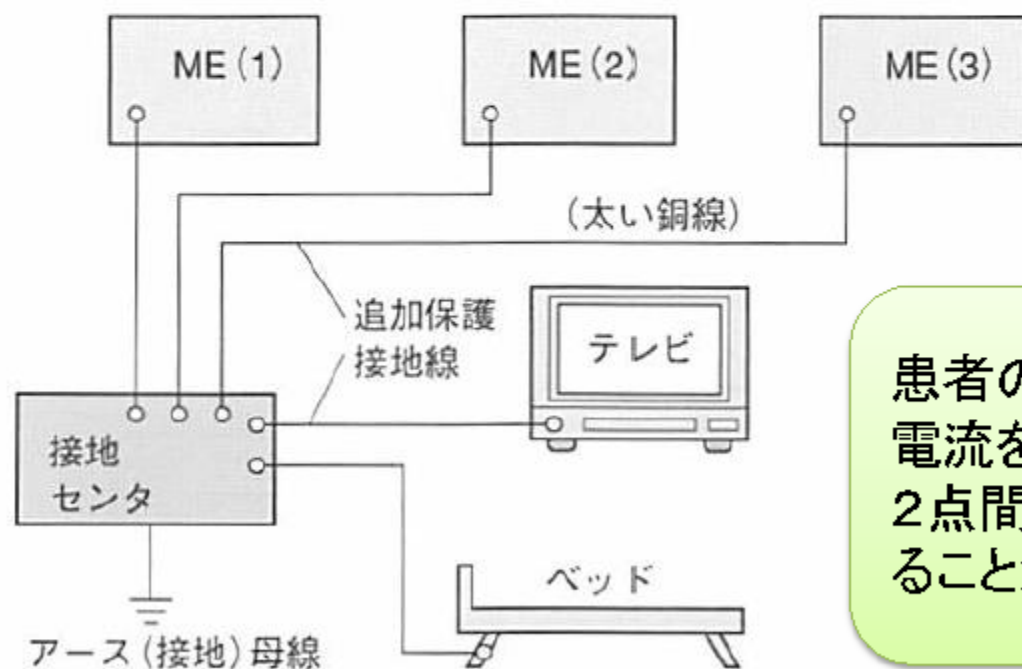 ME(1)
ME(2)
ME(3)
(太い銅線)
追加保護
接地線
テレビ
接地
センタ
ベッド
アース(接地)母線
患者の
電流を
2点間
ること